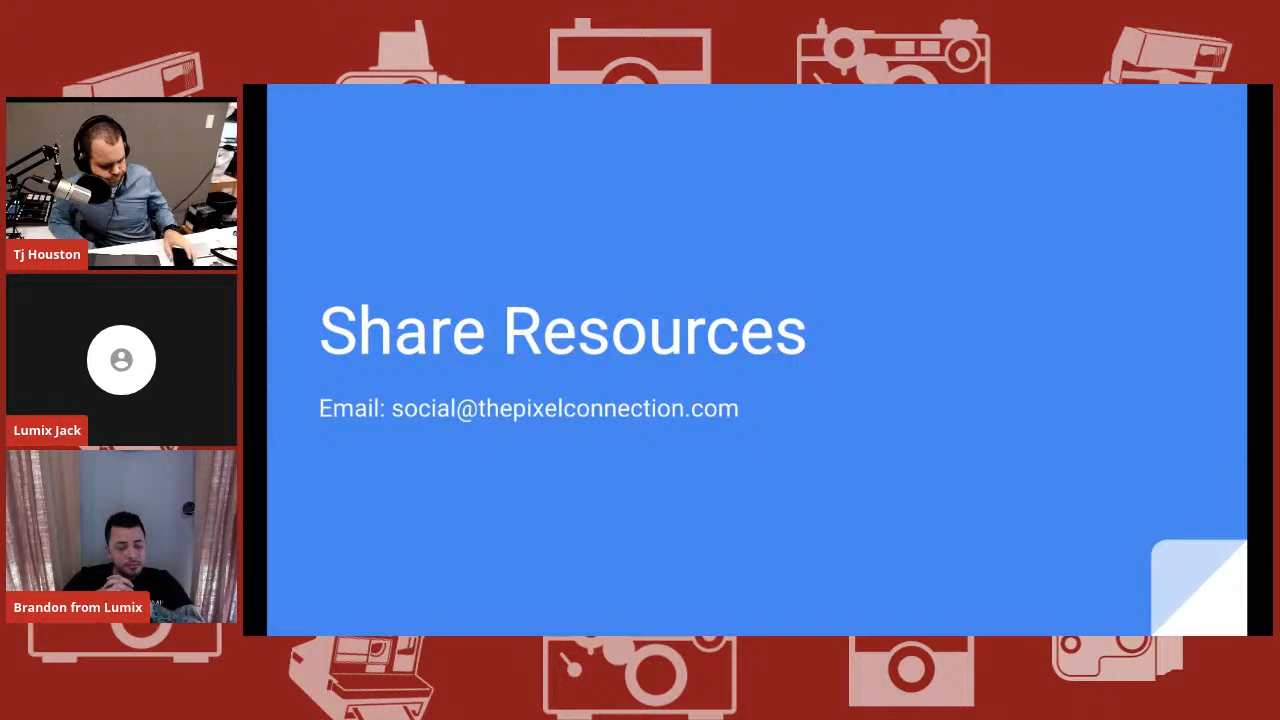 Tj Houston
Lumix Jack
Brandon from Lumix
Share Resources
Email: social@thepixelconnection.com